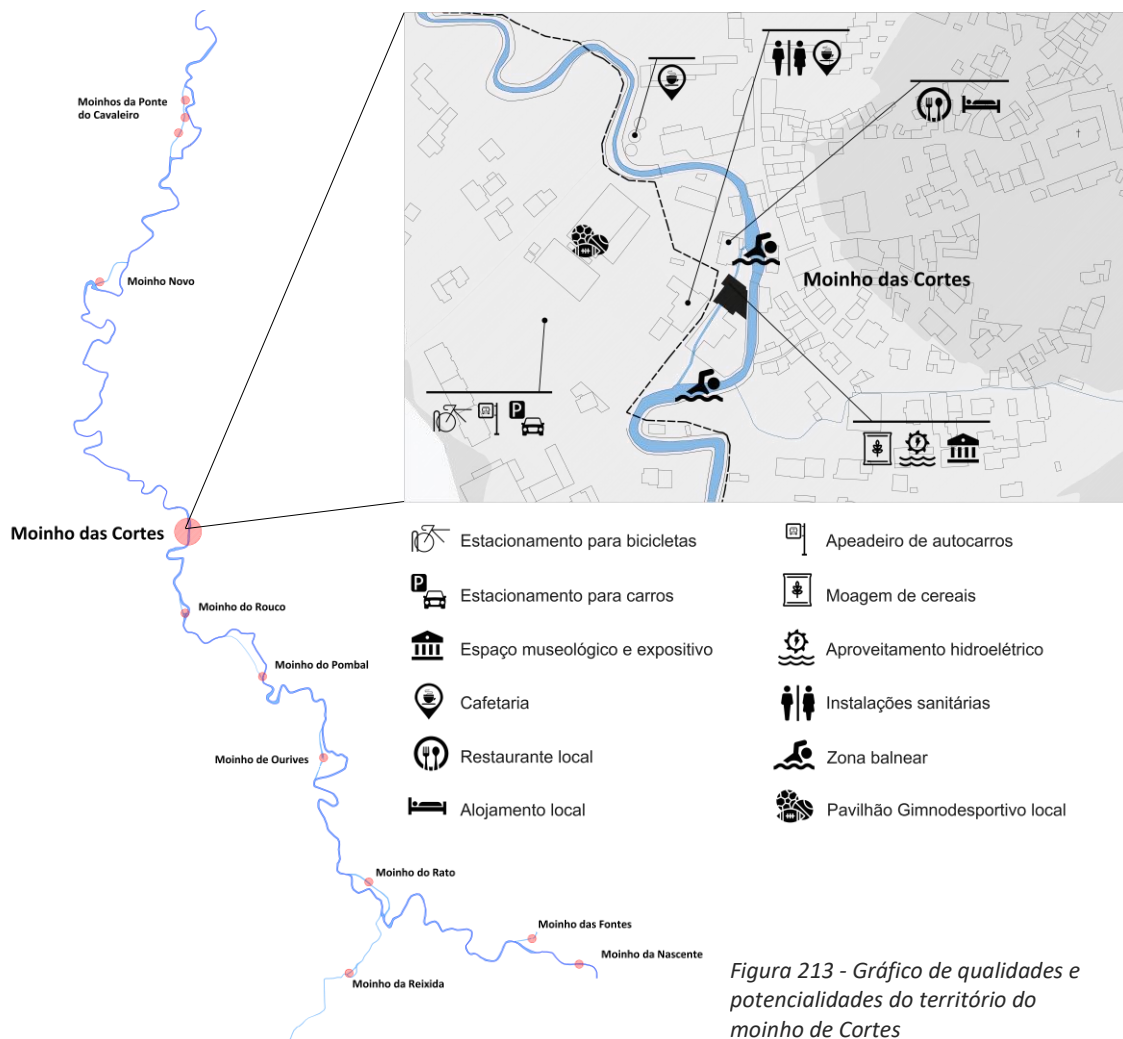 Moinhos da Ponte
do Cavaleiro
Moinho Novo
Moinho das Cortes
Moinho do Rouco
Moinho do Pombal
Moinho de Ourives
Moinho do Rato
Moinho das Fontes
Moinho da Nascente
Moinho da Reixida
Moinho das Cortes
P
Estacionamento para bicicletas
P
Estacionamento para carros
Espaço museológico e expositivo
Cafetaria
Restaurante local
Alojamento local
Apeadeiro de autocarros
Moagem de cereais
Aproveitamento hidroelétrico
Instalações sanitárias
Zona balnear
Pavilhão Gimnodesportivo local
Figura 213 - Gráfico de qualidades e
potencialidades do território do
moinho de Cortes